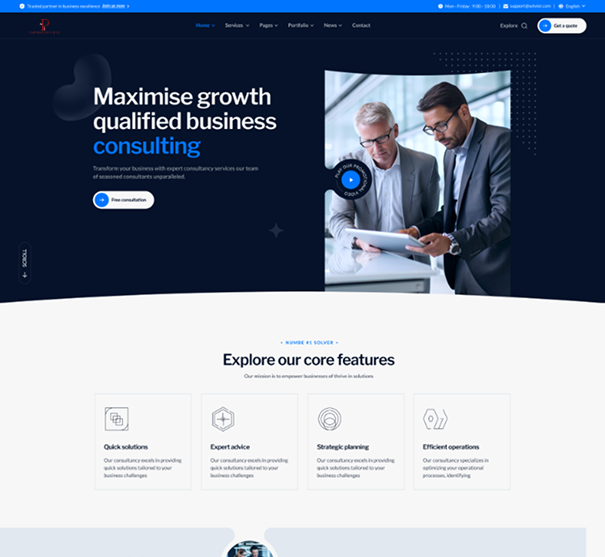 Trusted partner in business excellence Join us now
Mon - Friday 9:00 - 18:00
English
Home
Services
Pages
Portfolio
News
Contact
Explore
Get a quote
Maximise growth
qualified business
consulting
Transform your business with expert consultancy services our team
of seasoned consultants unparalleled.
Free consultation
PLAY OUR PROMOTIONAL VIDEO
SCROLL
NUMBE #1 SOLVER
Explore our core features
Our mission is to empower businesses of thrive in solutions
Quick solutions
Our consultancy excels in providing
quick solutions tailored to your
business challenges
Expert advice
Our consultancy excels in providing
quick solutions tailored to your
business challenges
Strategic planning
Our consultancy excels in providing
quick solutions tailored to your
business challenges
Efficient operations
Our consultancy specializes in
optimizing your operational
processes, identifying